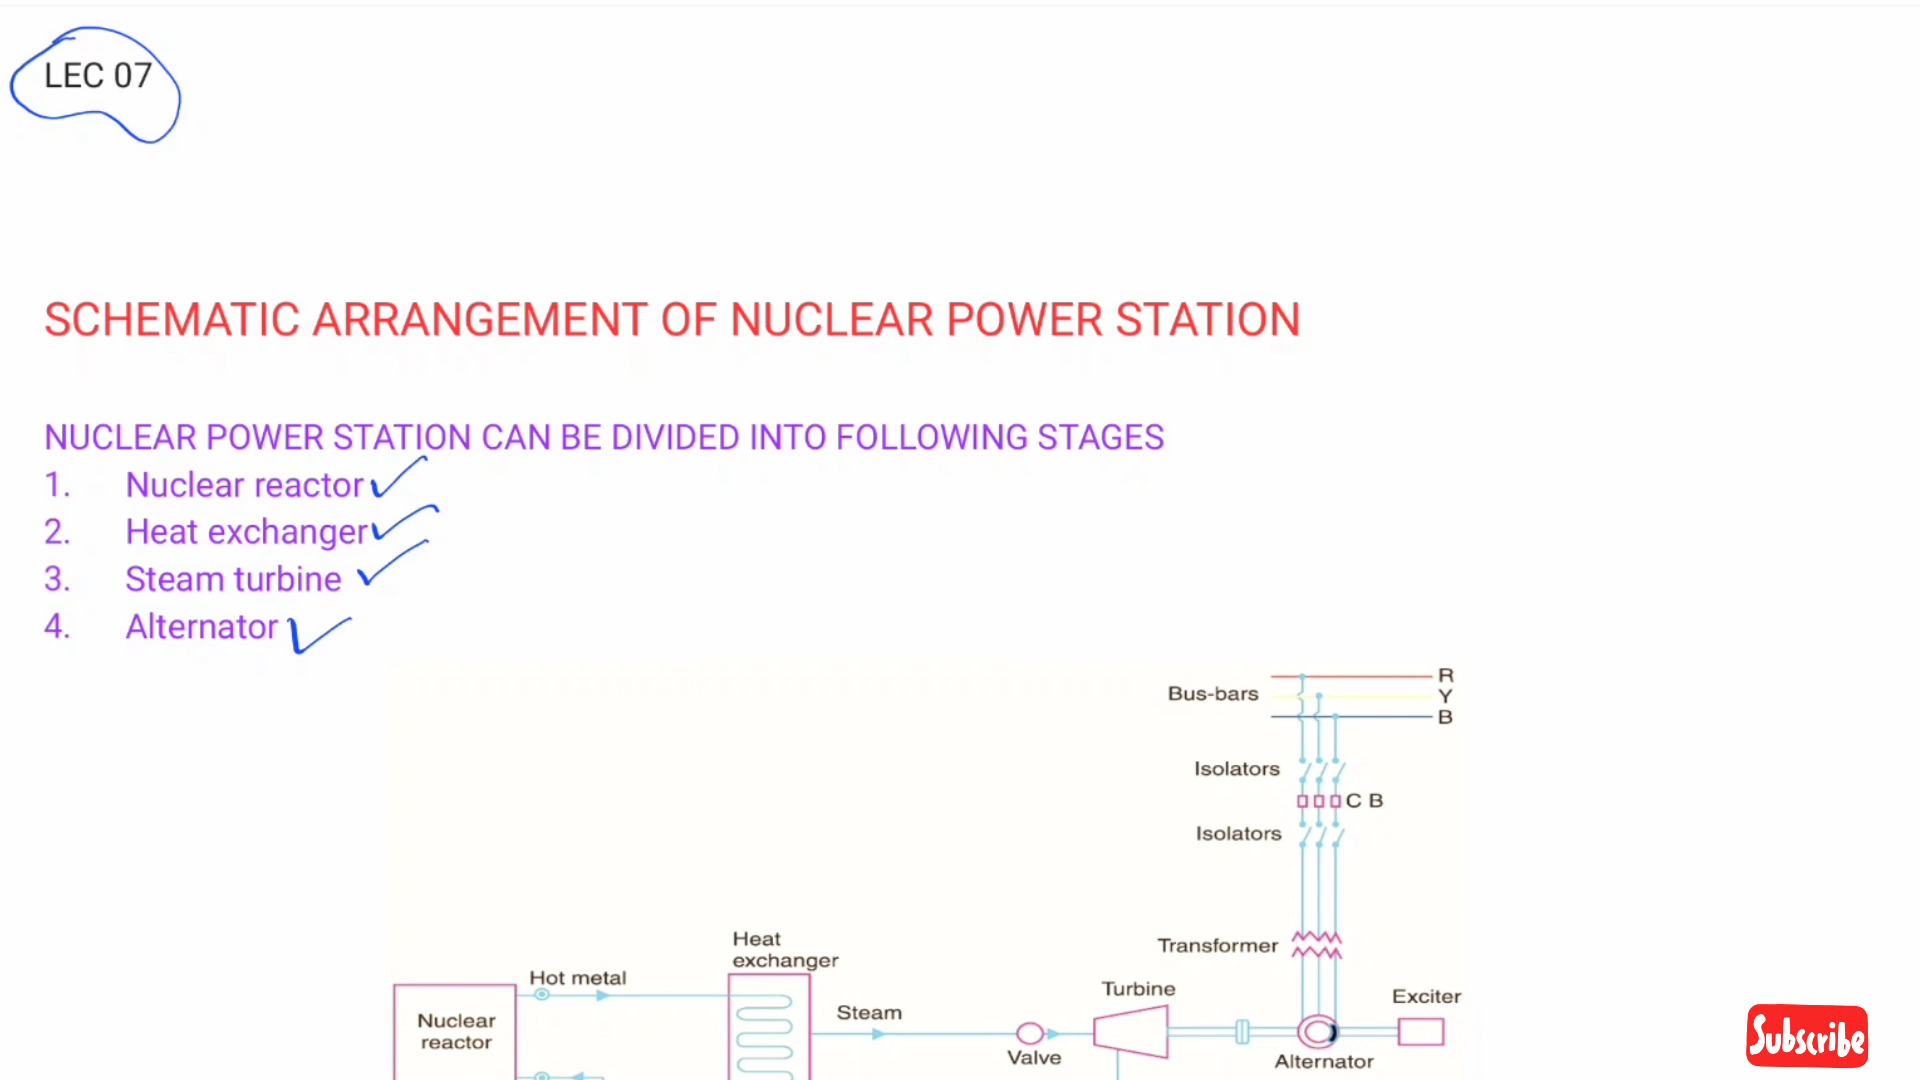 LEC 07
SCHEMATIC ARRANGEMENT OF NUCLEAR POWER STATION
NUCLEAR POWER STATION CAN BE DIVIDED INTO FOLLOWING STAGES
1. Nuclear reactor
2. Heat exchanger
3. Steam turbine
4. Alternator
R
Bus-bars
Y
B
Isolators
C B
Isolators
Transformer
Heat
exchanger
Hot metal
Turbine
Exciter
Steam
Nuclear
reactor
Valve
Alternator
Subscribe